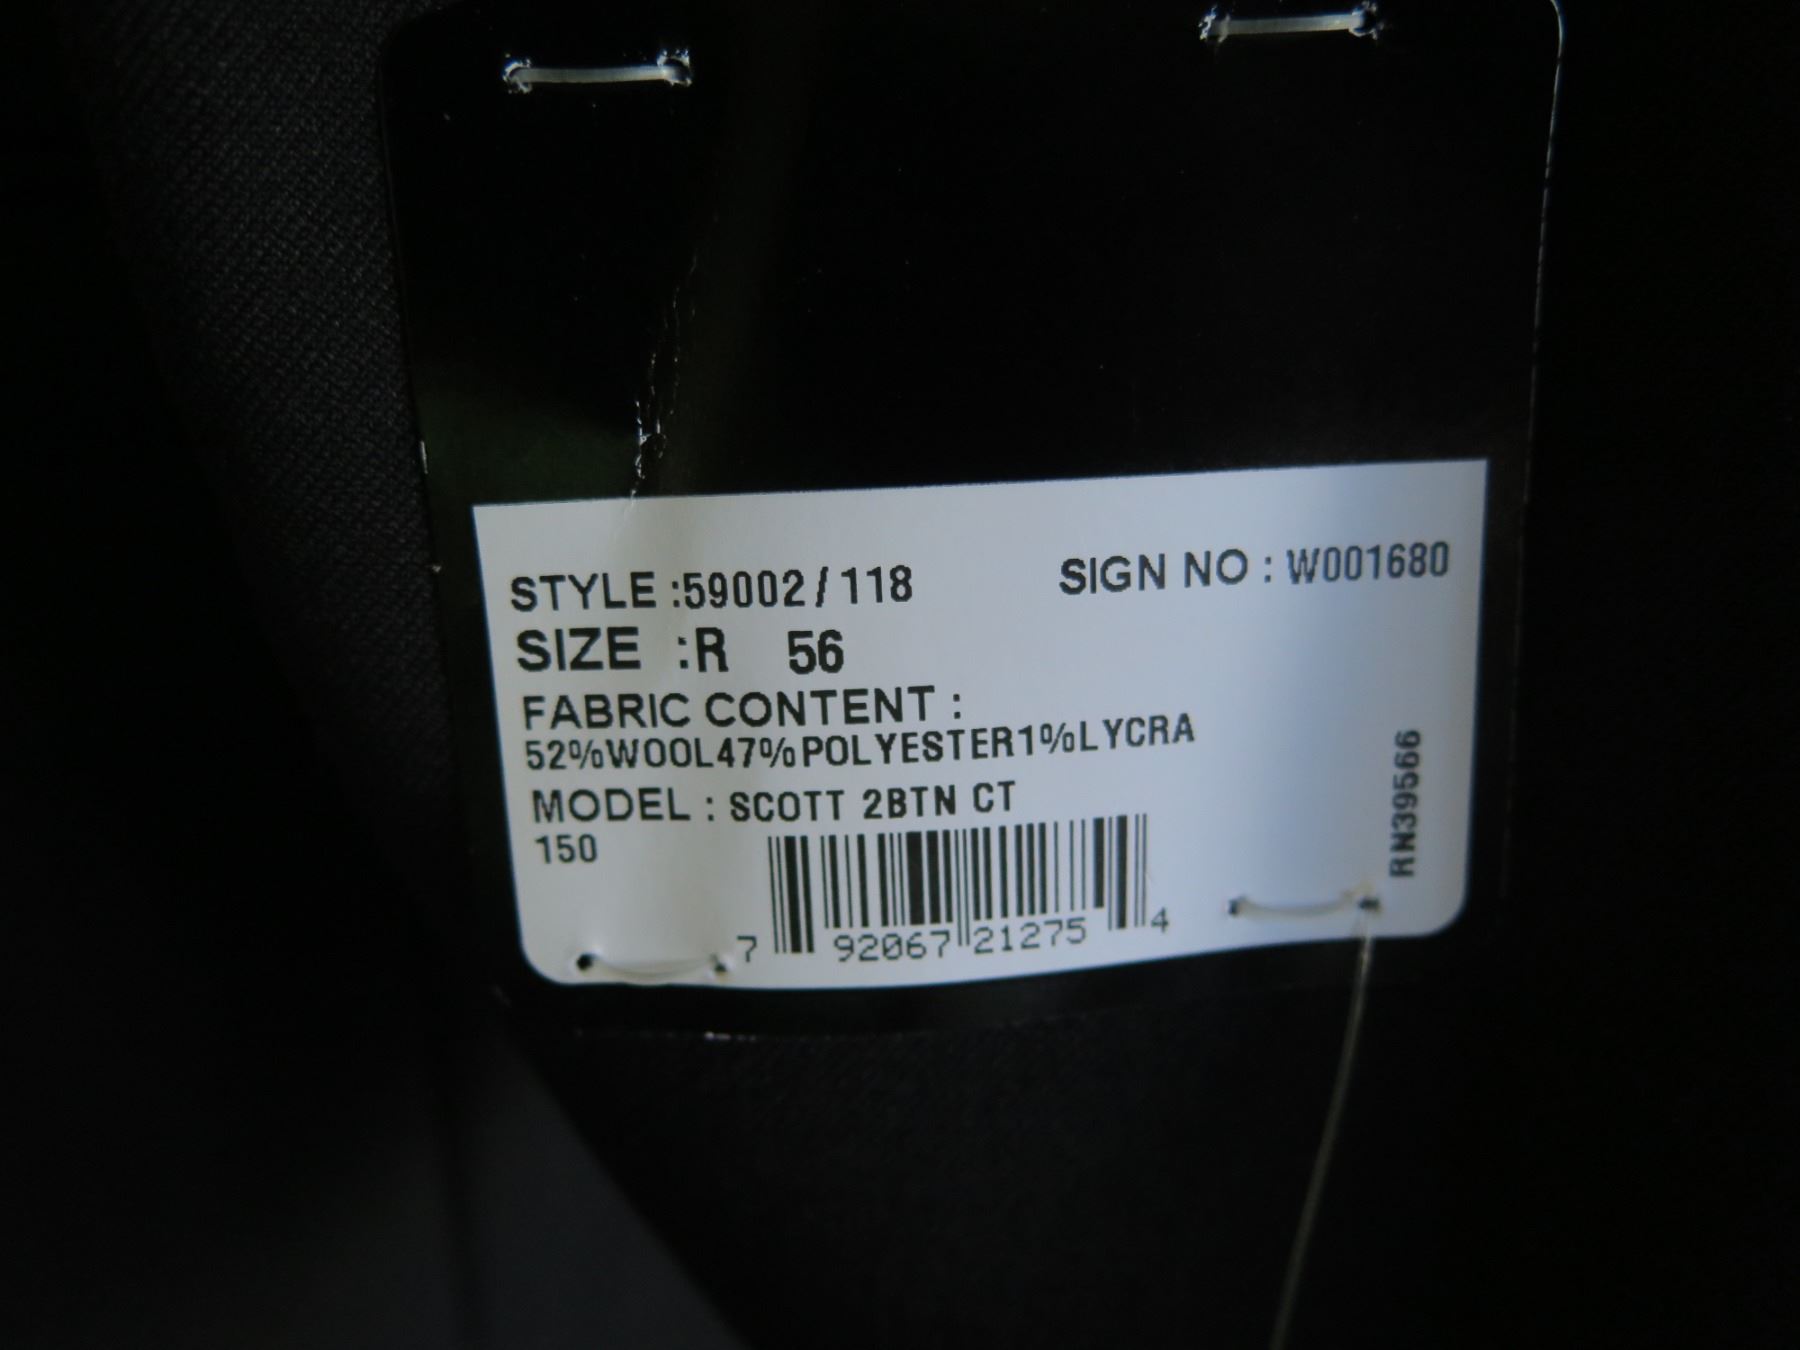 STYLE :59002/118 SIGN NO : W001680
SIZE :R 56
FABRIC CONTENT :
52%WOOL47%POLYESTER1%LYCRA
MODEL : SCOTT 2BTN CT
150
7 92067 21275 4
RN39566